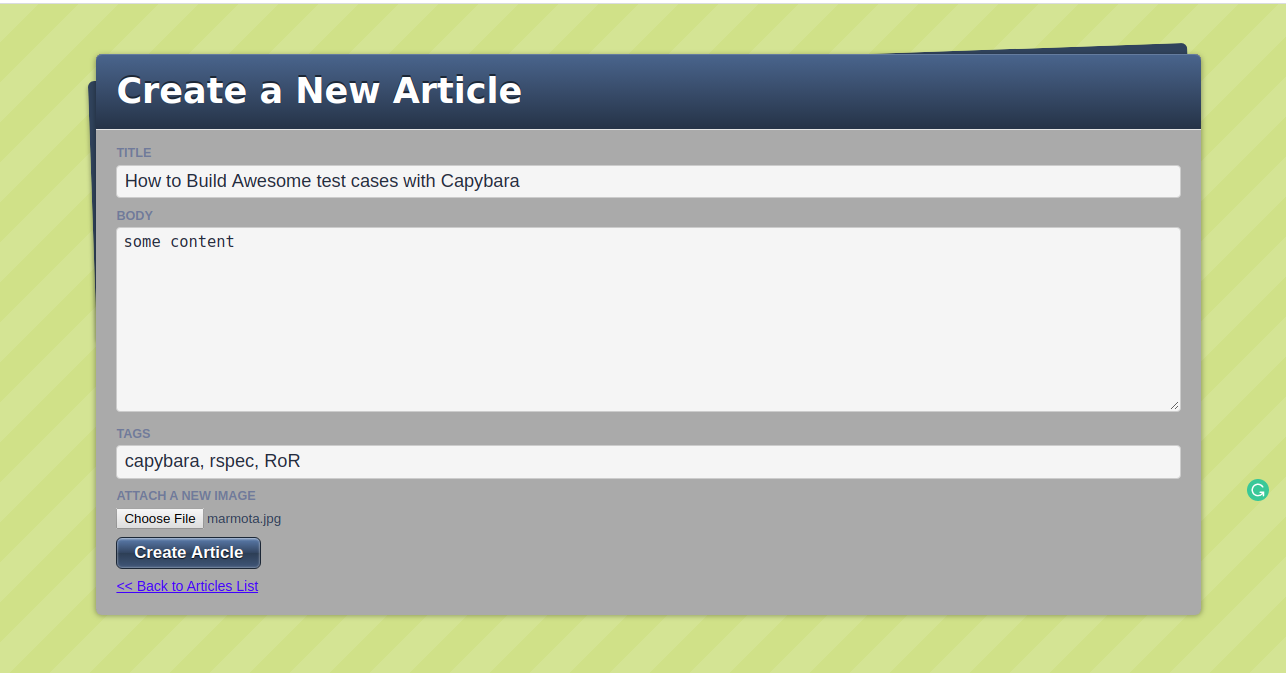 Create a New Article
TITLE
How to Build Awesome test cases with Capybara
BODY
some content
TAGS
capybara, rspec, RoR
ATTACH A NEW IMAGE
Choose File marmota.jpg
Create Article
<< Back to Articles List